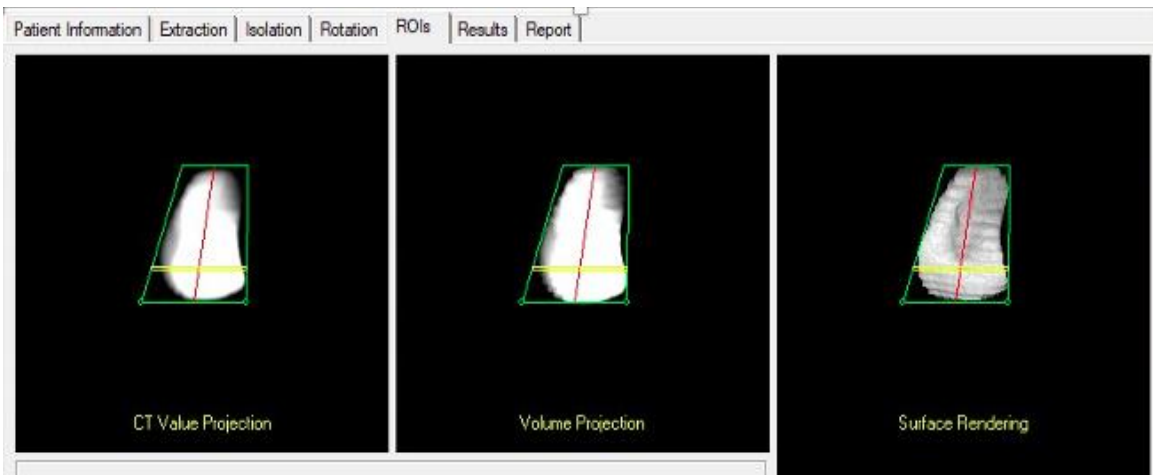 Patient Information Extraction Isolation Rotation ROIs Results Report
CT Value Projection Volume Projection Surface Rendering